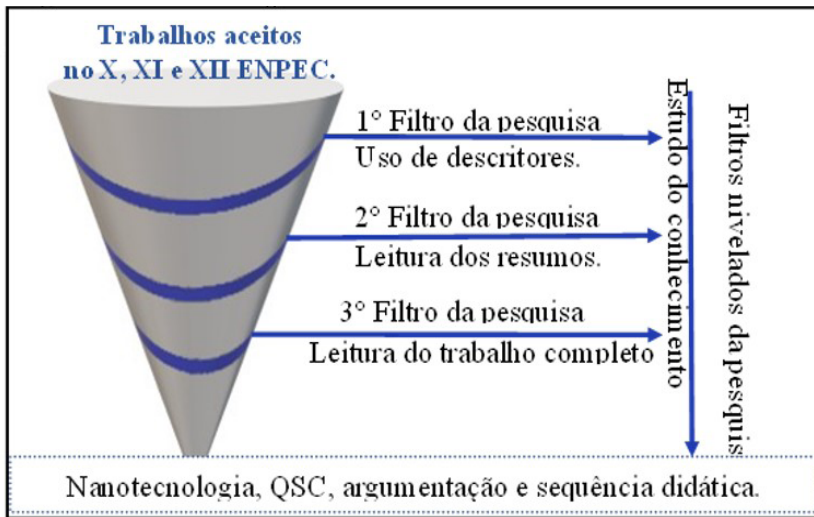 Trabalhos aceitos
no X, XI e XII ENPEC.
1° Filtro da pesquisa
Uso de descritores.
2° Filtro da pesquisa
Leitura dos resumos.
3° Filtro da pesquisa
Leitura do trabalho completo
Estudo do conhecimento
Filtros nivelados da pesquis
Nanotecnologia, QSC, argumentação e sequência didática.